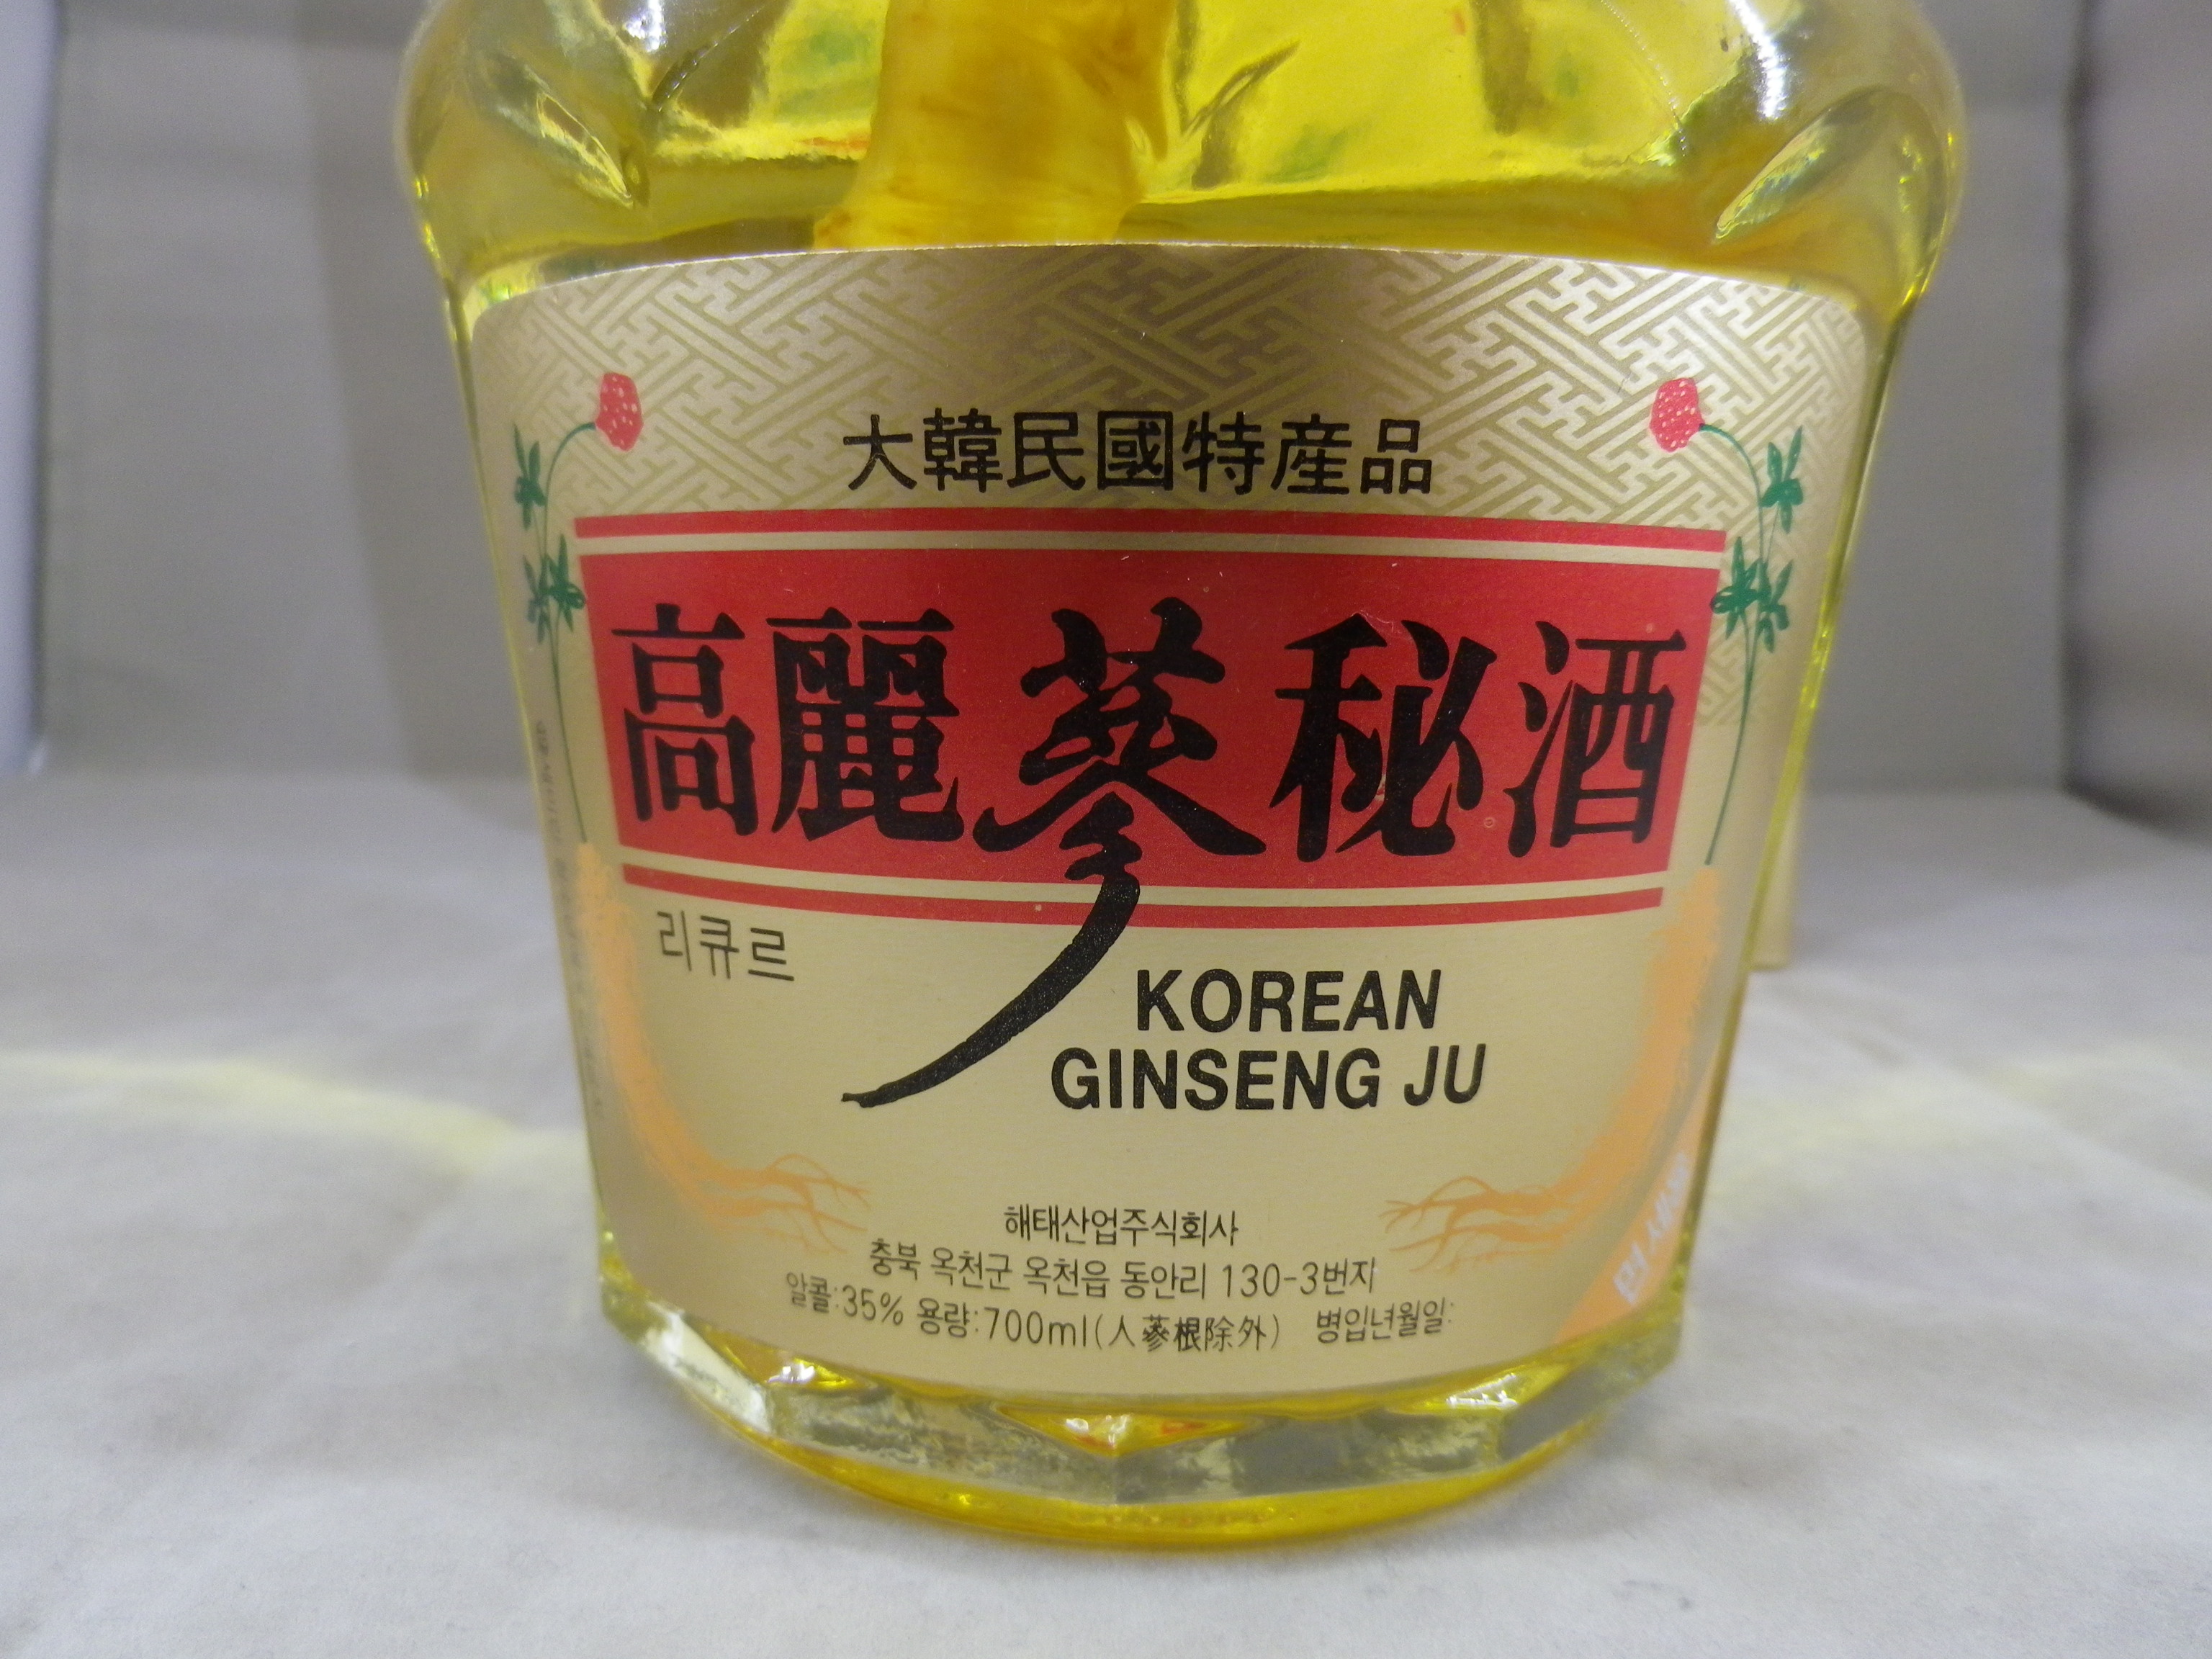 大韓民國特産品
高麗蔘秘酒
리큐르
KOREAN
GINSENG JU
해태산업주식회사
충북 옥천군 옥천읍 동안리 130-3번지
알콜:35% 용량:700ml(人蔘根除外) 병입년월일:
면세용